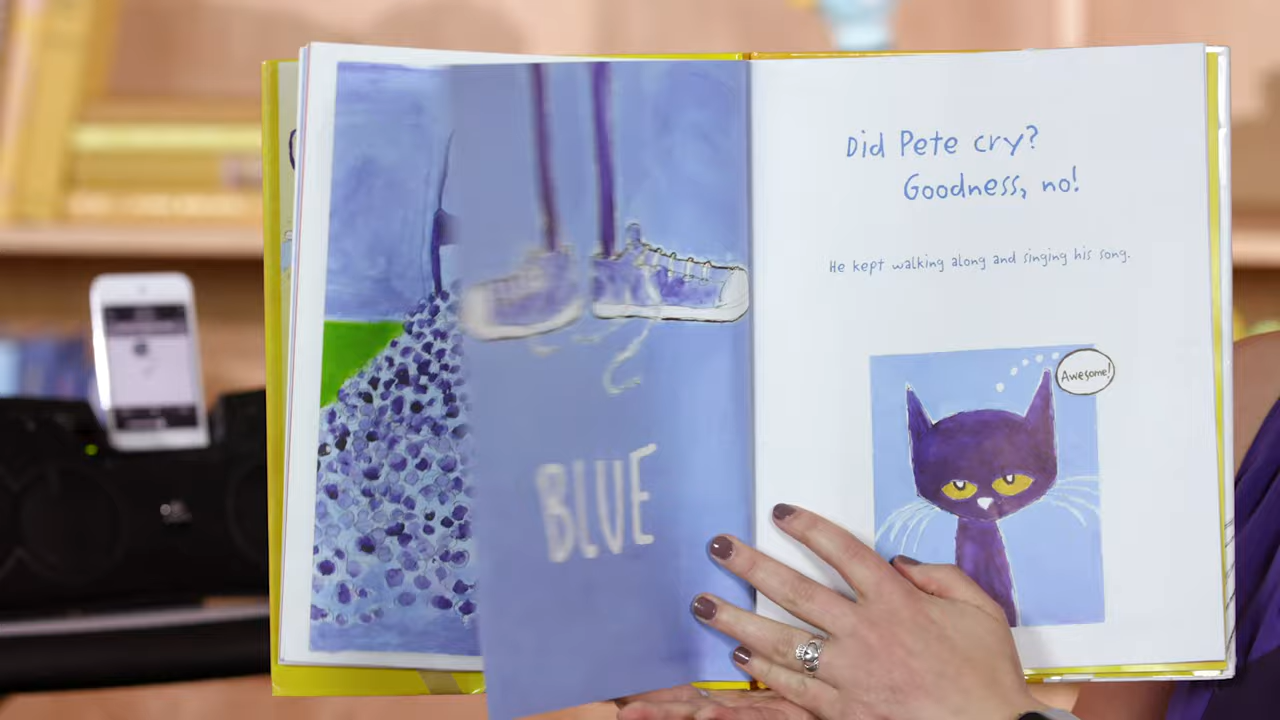 BLUE
Did Pete cry?
Goodness, no!
He kept walking along and singing his song.
Awesome!